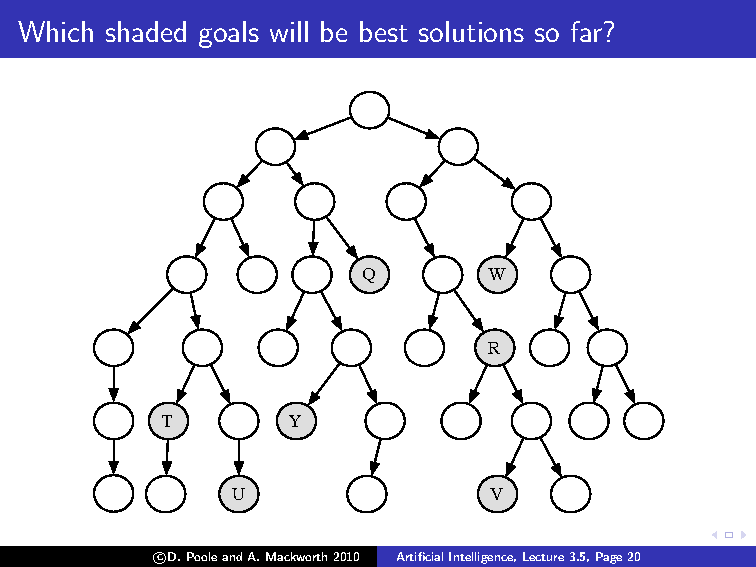 Which shaded goals will be best solutions so far?
Q
W
R
T
Y
U
V
©D. Poole and A. Mackworth 2010
Artificial Intelligence, Lecture 3.5, Page 20